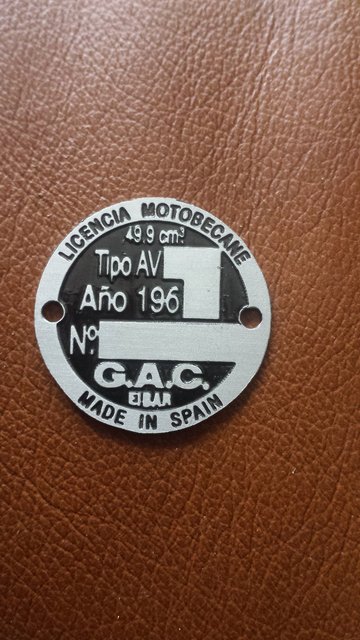 LICENCIA MOTOBECANE
49.9 cm³
Tipo AV
Año 196
Nº.
G.A.C.
EIBAR
MADE IN SPAIN